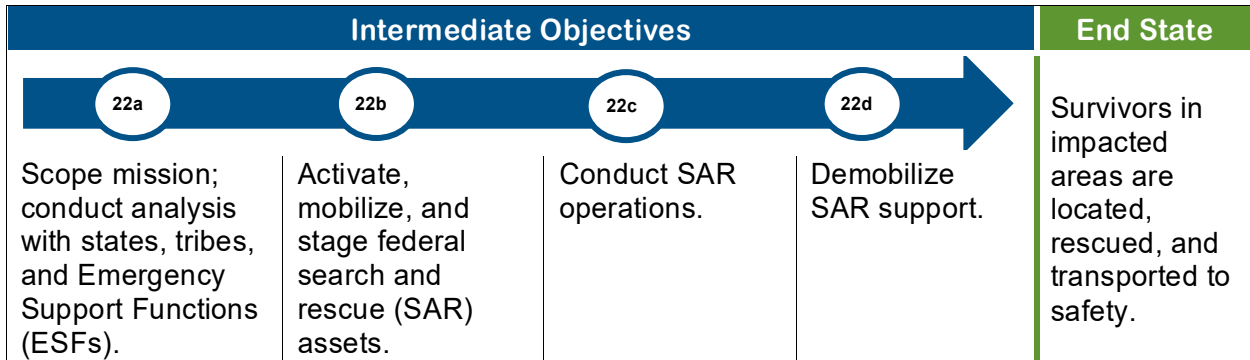 Intermediate Objectives
End State
22a
22b
22c
22d
Scope mission;
conduct analysis
with states, tribes,
and Emergency
Support Functions
(ESFs).
Activate,
mobilize, and
stage federal
search and
rescue (SAR)
assets.
Conduct SAR
operations.
Demobilize
SAR support.
Survivors in
impacted
areas are
located,
rescued, and
transported to
safety.